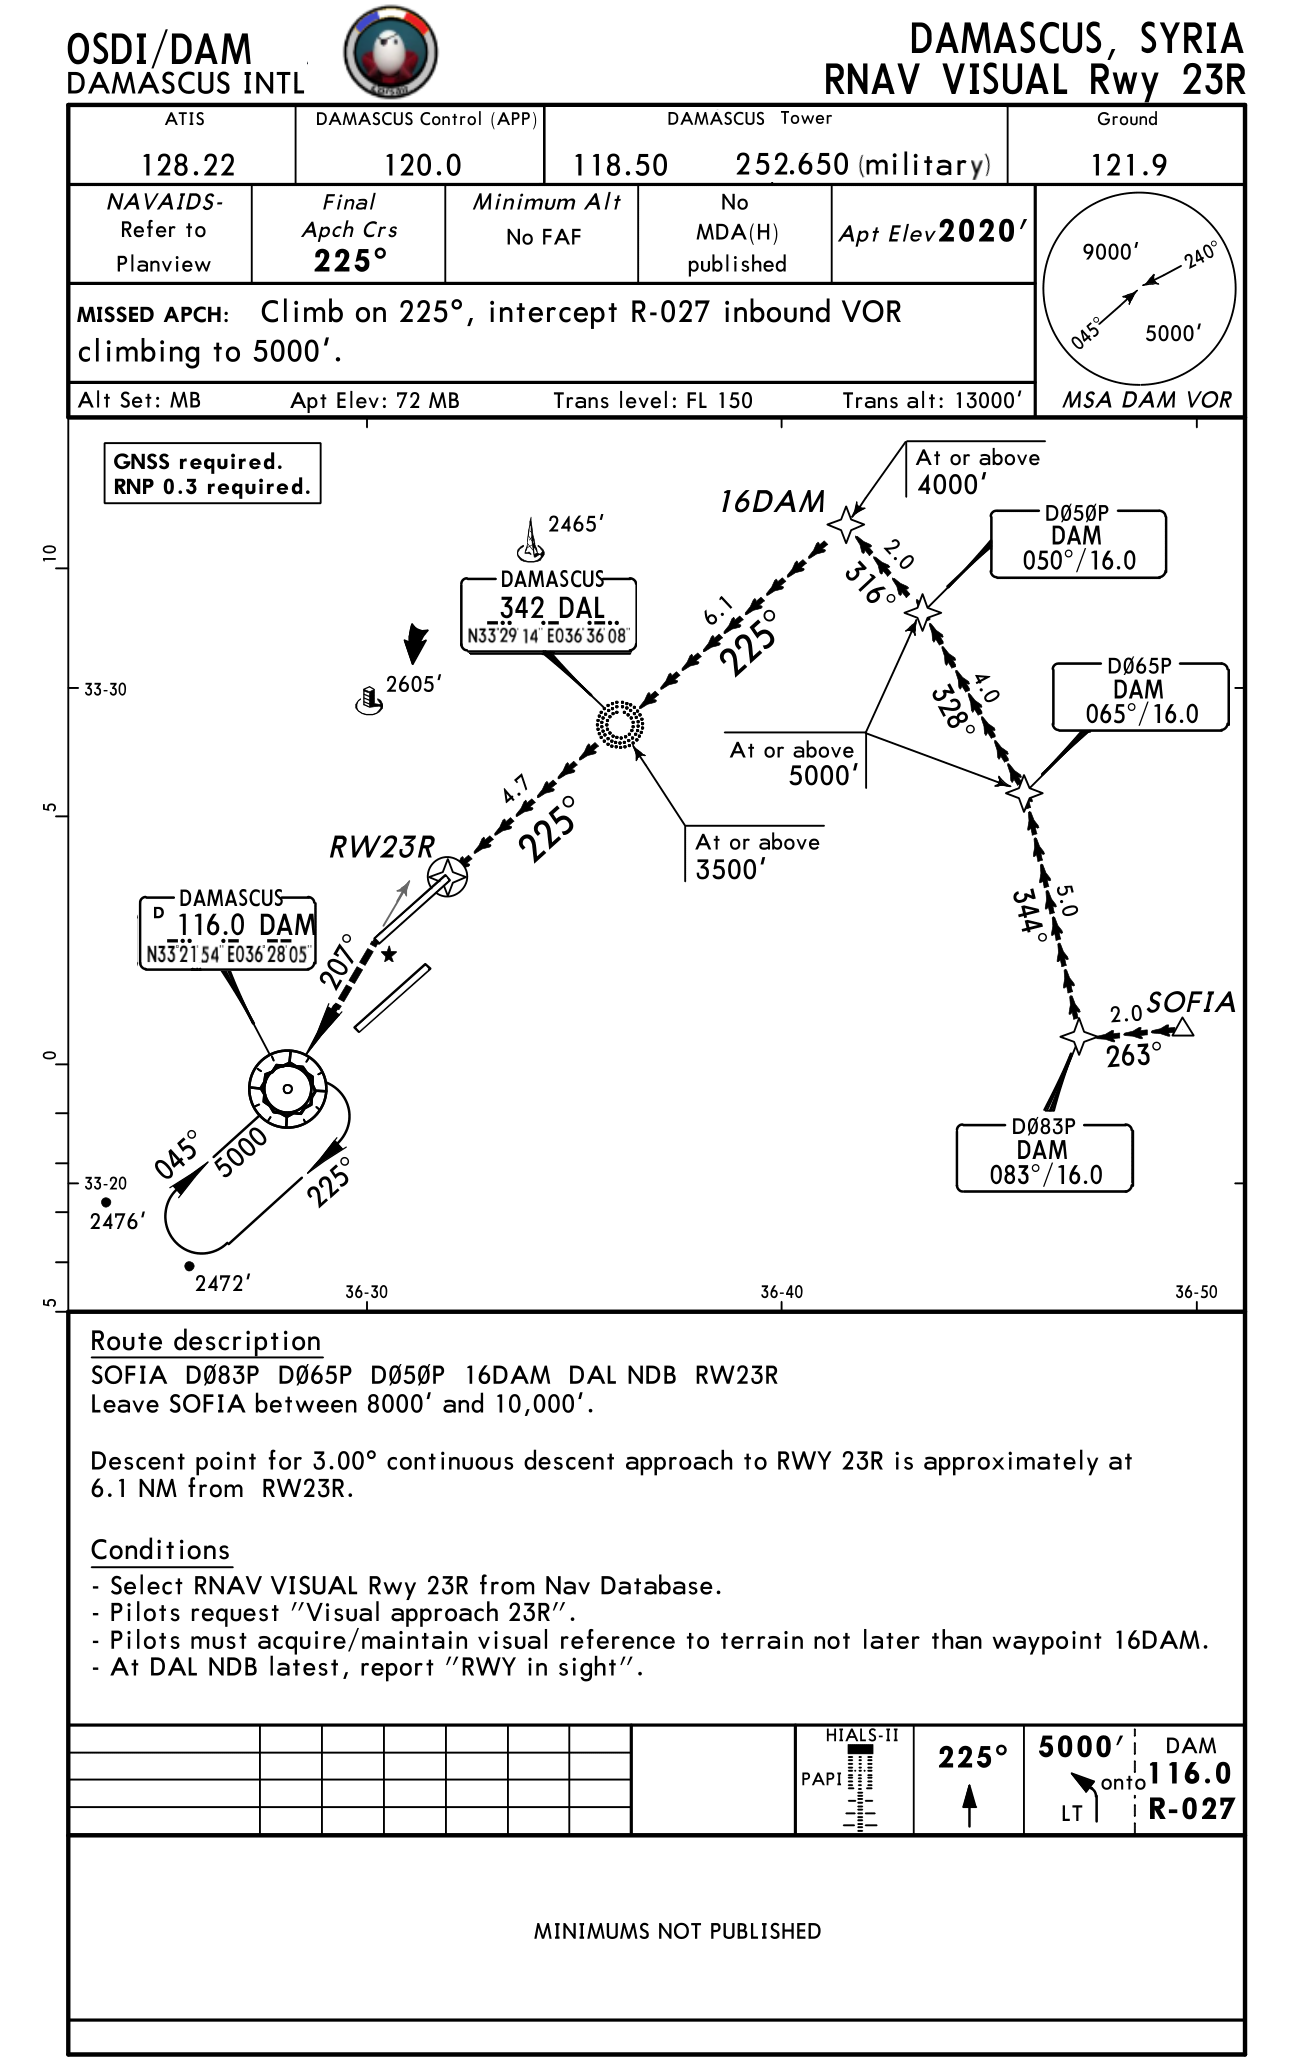 OSDI/DAM
DAMASCUS INTL
DAMASCUS, SYRIA
RNAV VISUAL Rwy 23R
ATIS
128.22
DAMASCUS Control (APP)
120.0
DAMASCUS Tower
118.50 252.650 (military)
Ground
121.9
NAVAIDS-
Refer to
Planview
Final
Apch Crs
225°
Minimum Alt
No FAF
No
MDA(H)
published
Apt Elev 2020'
9000'
240°
045°
5000'
MSA DAM VOR
MISSED APCH: Climb on 225°, intercept R-027 inbound VOR
climbing to 5000'.
Alt Set: MB Apt Elev: 72 MB Trans level: FL 150 Trans alt: 13000'
GNSS required.
RNP 0.3 required.
At or above
4000'
16DAM
2465'
DØ5ØP
DAM
050°/16.0
2.0
316°
10
DAMASCUS
342 DAL
N33°29'14" E036°36'08"
6.1
225°
2605'
33-30
DØ65P
DAM
065°/16.0
4.0
328°
At or above
5000'
5
4.7
225°
At or above
3500'
RW23R
DAMASCUS
D 116.0 DAM
N33°21'54" E036°28'05"
207°
5.0
344°
SOFIA
2.0
263°
0
DØ83P
DAM
083°/16.0
045°
5000
225°
33-20
2476'
2472'
5
36-30
36-40
36-50
Route description
SOFIA DØ83P DØ65P DØ5ØP 16DAM DAL NDB RW23R
Leave SOFIA between 8000' and 10,000'.
Descent point for 3.00° continuous descent approach to RWY 23R is approximately at
6.1 NM from RW23R.
Conditions
- Select RNAV VISUAL Rwy 23R from Nav Database.
- Pilots request "Visual approach 23R".
- Pilots must acquire/maintain visual reference to terrain not later than waypoint 16DAM.
- At DAL NDB latest, report "RWY in sight".
HIALS-II
PAPI
225°
5000'
onto
LT
DAM
116.0
R-027
MINIMUMS NOT PUBLISHED